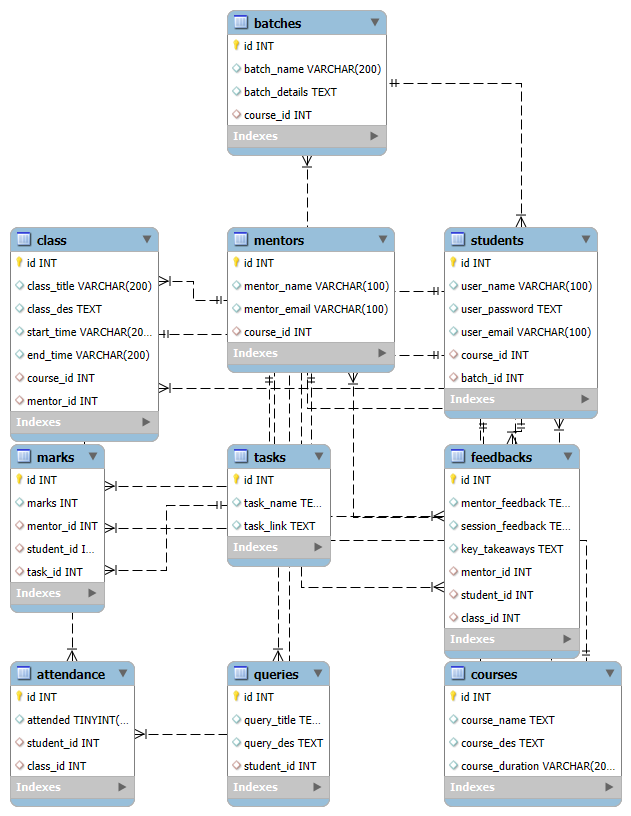 batches
id INT
batch_name VARCHAR(200)
batch_details TEXT
course_id INT
Indexes
class
id INT
class_title VARCHAR(200)
class_des TEXT
start_time VARCHAR(20...
end_time VARCHAR(200)
course_id INT
mentor_id INT
Indexes
mentors
id INT
mentor_name VARCHAR(100)
mentor_email VARCHAR(100)
course_id INT
Indexes
students
id INT
user_name VARCHAR(100)
user_password TEXT
user_email VARCHAR(100)
course_id INT
batch_id INT
Indexes
marks
id INT
marks INT
mentor_id INT
student_id I...
task_id INT
Indexes
tasks
id INT
task_name TE...
task_link TEXT
Indexes
feedbacks
id INT
mentor_feedback TE...
session_feedback TE...
key_takeaways TEXT
mentor_id INT
student_id INT
class_id INT
Indexes
attendance
id INT
attended TINYINT(...
student_id INT
class_id INT
Indexes
queries
id INT
query_title TE...
query_des TEXT
student_id INT
Indexes
courses
id INT
course_name TEXT
course_des TEXT
course_duration VARCHAR(20...
Indexes